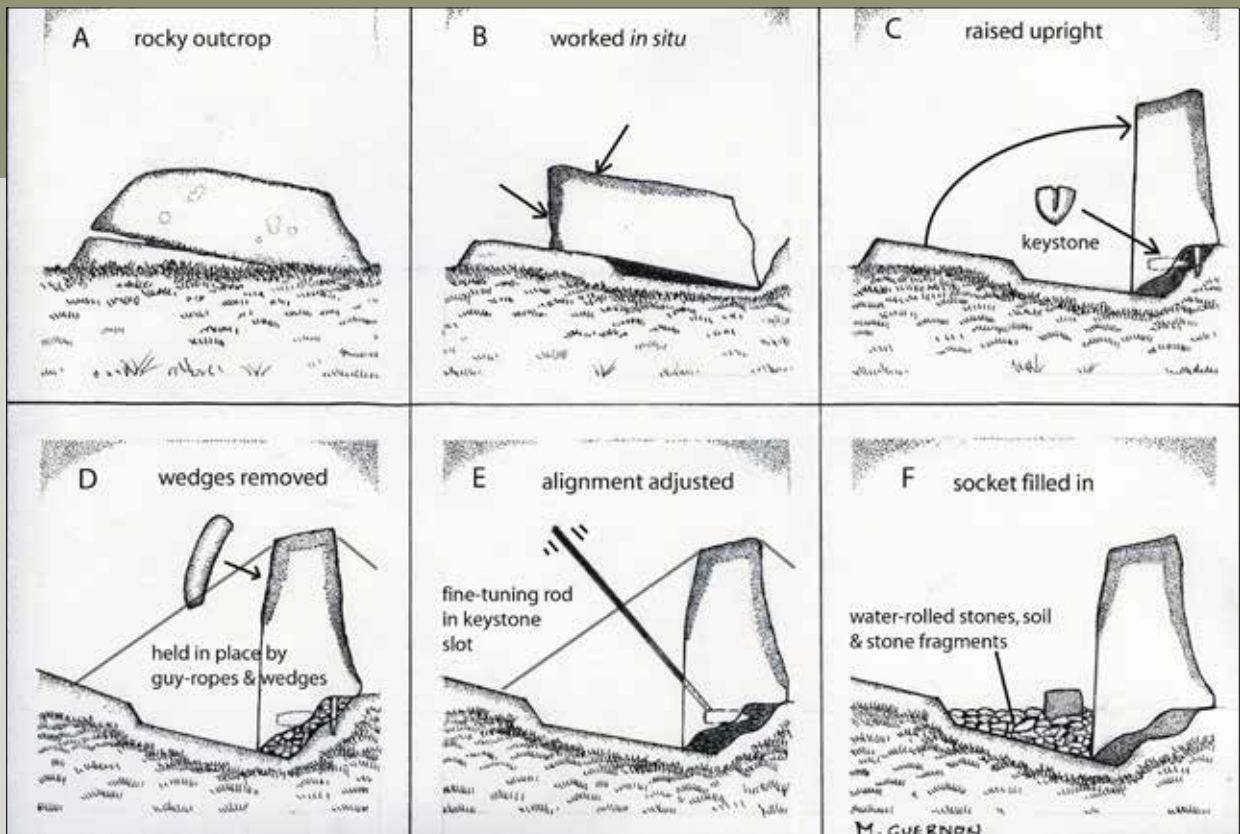 A rocky outcrop
B worked in situ
C raised upright
keystone
D wedges removed
held in place by
guy-ropes & wedges
E alignment adjusted
fine-tuning rod
in keystone
slot
F socket filled in
water-rolled stones, soil
& stone fragments
M. GUERNON